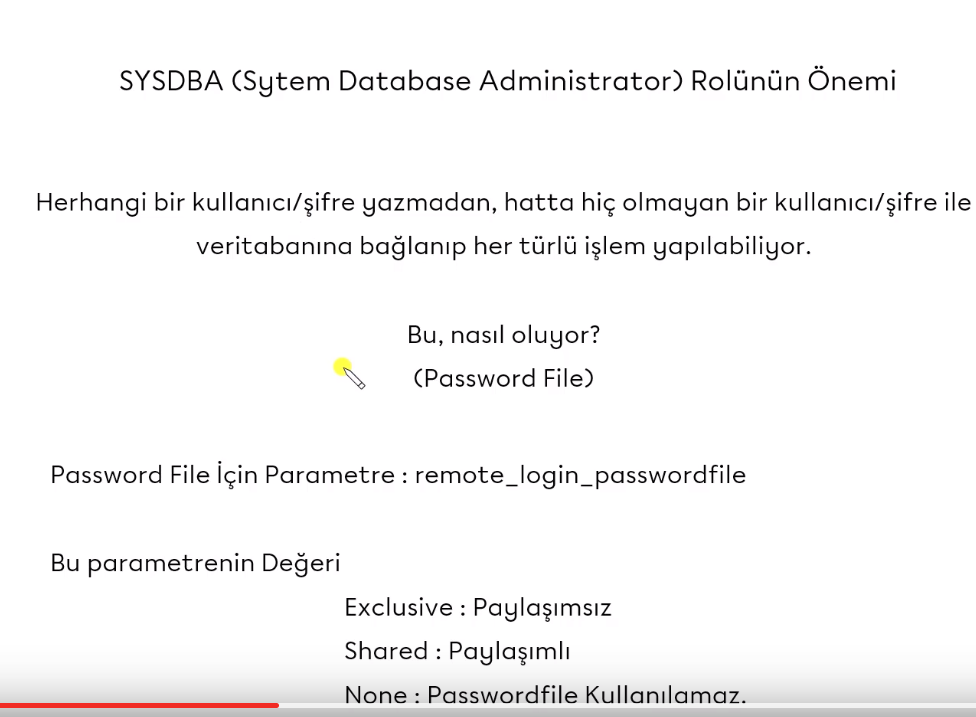 SYSDBA (Sytem Database Administrator) Rolünün Önemi
Herhangi bir kullanıcı/şifre yazmadan, hatta hiç olmayan bir kullanıcı/şifre ile
veritabanına bağlanıp her türlü işlem yapılabiliyor.
Bu, nasıl oluyor?
(Password File)
Password File İçin Parametre : remote_login_passwordfile
Bu parametrenin Değeri
Exclusive : Paylaşımsız
Shared : Paylaşımlı
None : Passwordfile Kullanılamaz.